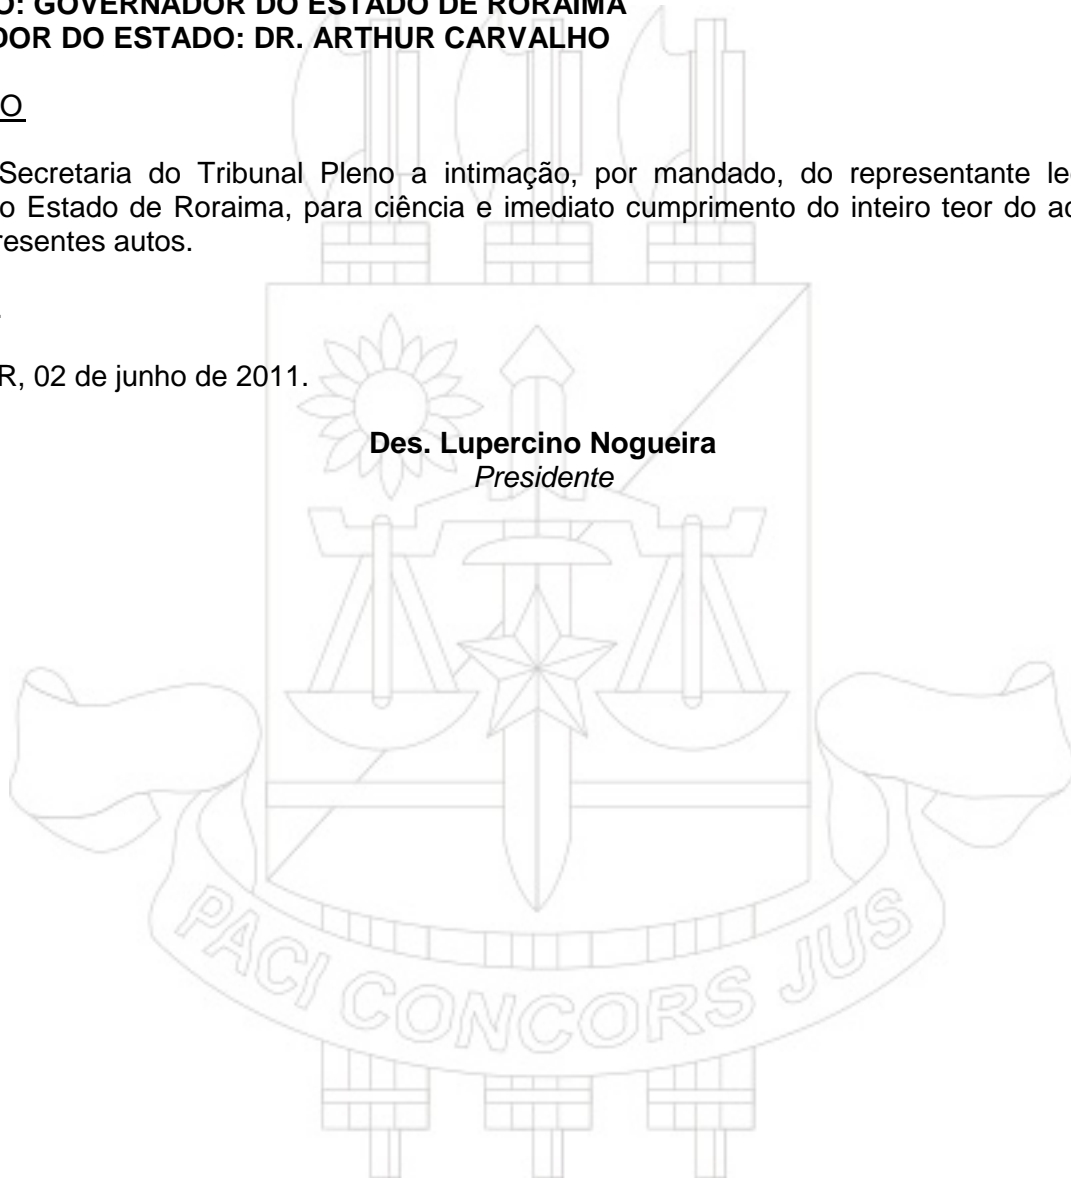 O: GOVERNADOR DO ESTADO DE RORAIMA
DOR DO ESTADO: DR. ARTHUR CARVALHO
O
Secretaria do Tribunal Pleno a intimação, por mandado, do representante le
o Estado de Roraima, para ciência e imediato cumprimento do inteiro teor do ac
resentes autos.
R, 02 de junho de 2011.
Des. Lupercino Nogueira
Presidente
PACI CONCORS JUS